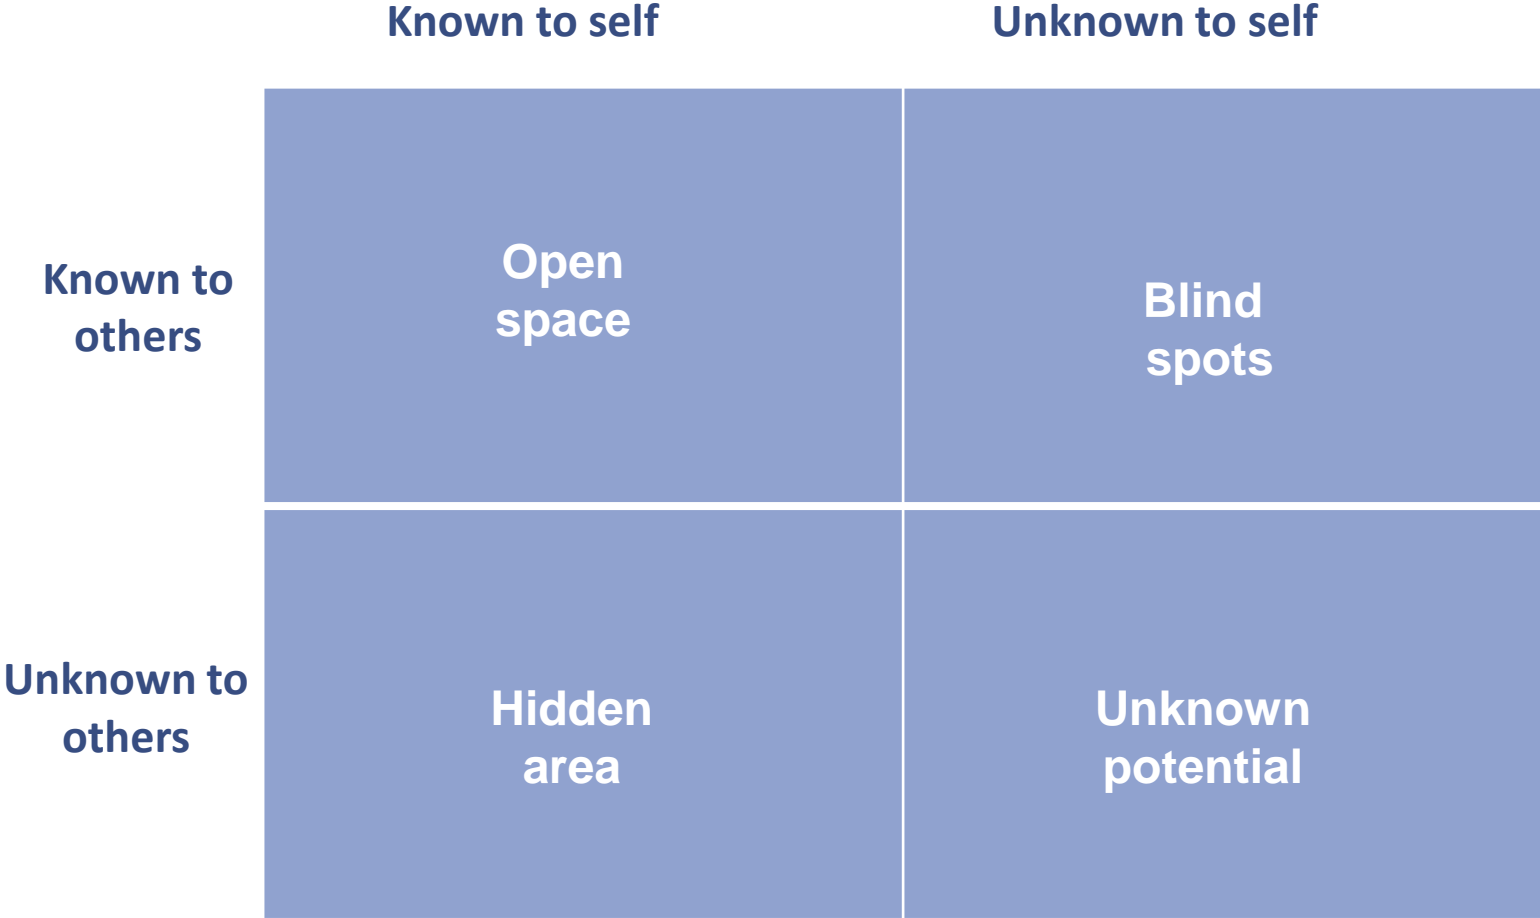 Known to self Unknown to self
Known to
others
Open
space
Blind
spots
Unknown to
others
Hidden
area
Unknown
potential